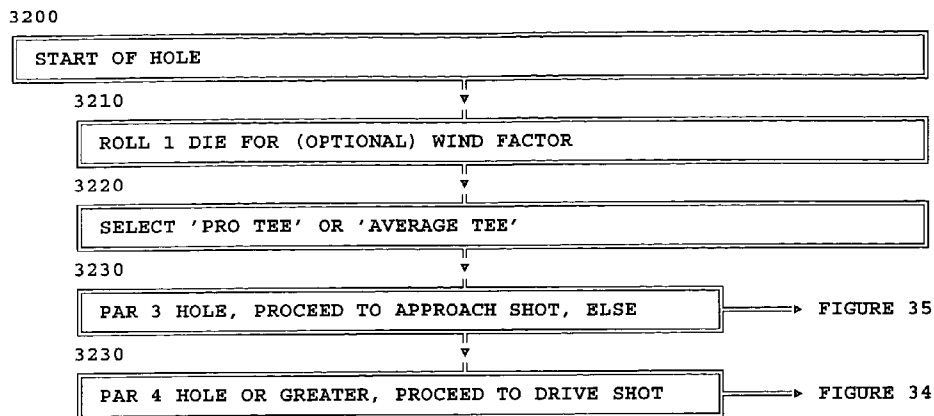 3200
START OF HOLE
3210
ROLL 1 DIE FOR (OPTIONAL) WIND FACTOR
3220
SELECT 'PRO TEE' OR 'AVERAGE TEE'
3230
PAR 3 HOLE, PROCEED TO APPROACH SHOT, ELSE
FIGURE 35
3230
PAR 4 HOLE OR GREATER, PROCEED TO DRIVE SHOT
FIGURE 34